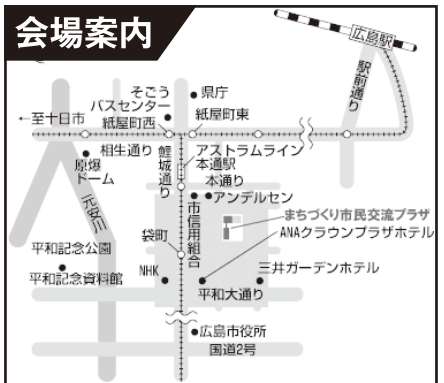 会場案内
広島駅
駅前通り
そごう
バスセンター
県庁
←至十日市
紙屋町西
紙屋町東
相生通り
原爆
ドーム
鯉城通り
アストラムライン
本通駅
本通り
アンデルセン
元安川
市信用組合
まちづくり市民交流プラザ
ANAクラウンプラザホテル
袋町
平和記念公園
平和記念資料館
NHK
三井ガーデンホテル
平和大通り
広島市役所
国道2号